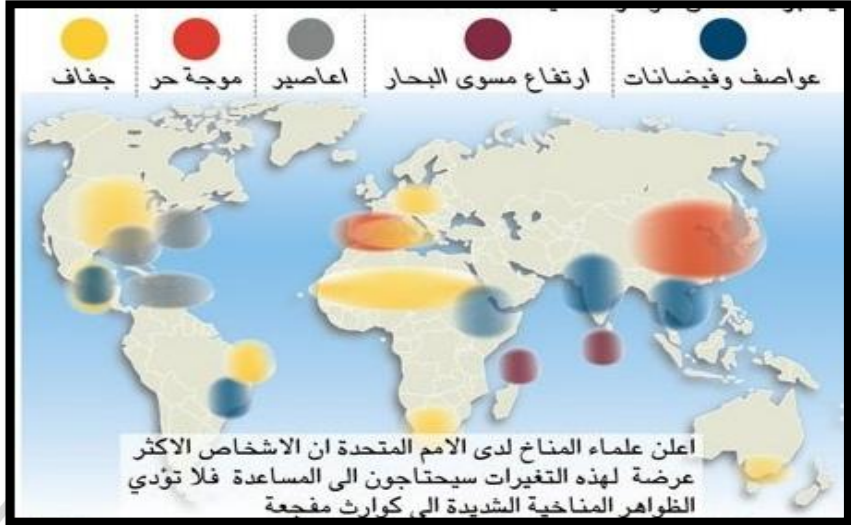 عواصف وفيضانات
ارتفاع مسوى البحار
اعاصير
موجة حر
جفاف
اعلن علماء المناخ لدى الامم المتحدة ان الاشخاص الاكثر
عرضة لهذه التغيرات سيحتاجون الى المساعدة فلا تؤدي
الظواهر المناخية الشديدة الى كوارث مفجعة